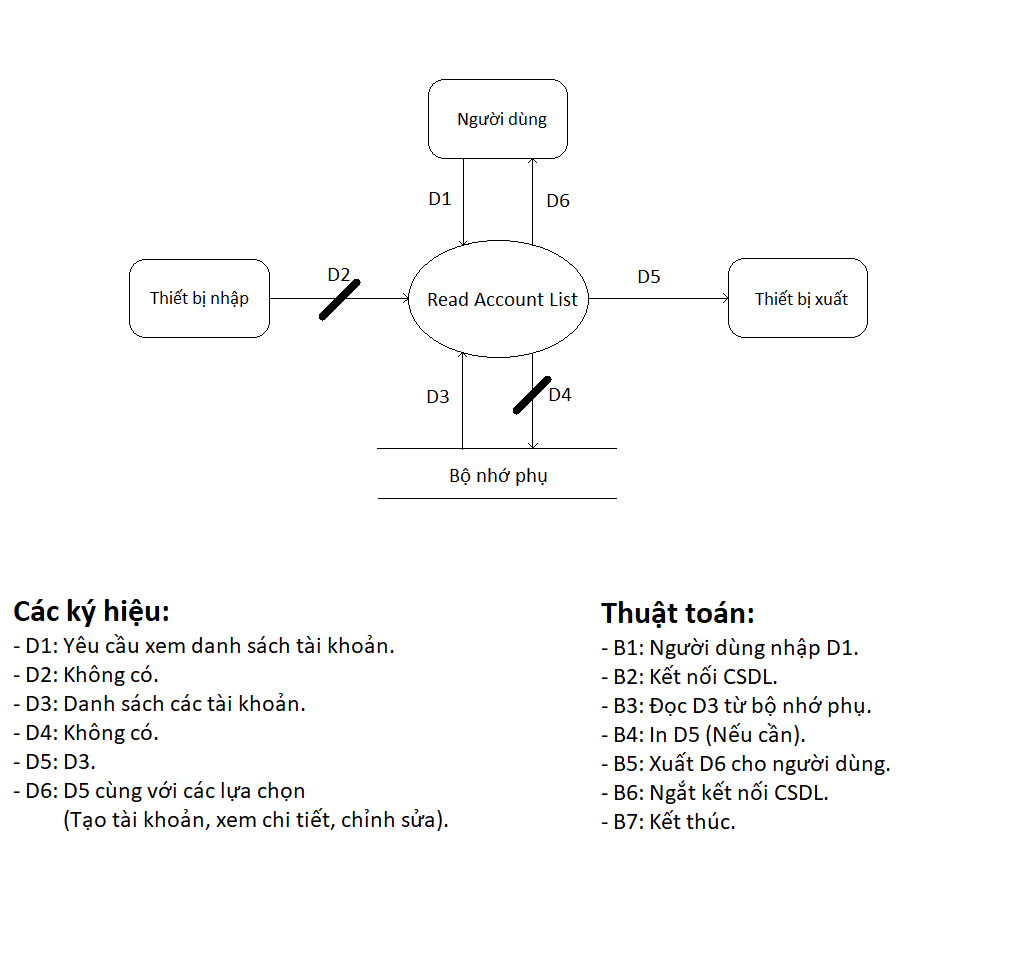 Người dùng
D1
D6
Thiết bị nhập
D2
Read Account List
D5
Thiết bị xuất
D3
D4
Bộ nhớ phụ
Các ký hiệu:
- D1: Yêu cầu xem danh sách tài khoản.
- D2: Không có.
- D3: Danh sách các tài khoản.
- D4: Không có.
- D5: D3.
- D6: D5 cùng với các lựa chọn
(Tạo tài khoản, xem chi tiết, chỉnh sửa).
Thuật toán:
- B1: Người dùng nhập D1.
- B2: Kết nối CSDL.
- B3: Đọc D3 từ bộ nhớ phụ.
- B4: In D5 (Nếu cần).
- B5: Xuất D6 cho người dùng.
- B6: Ngắt kết nối CSDL.
- B7: Kết thúc.